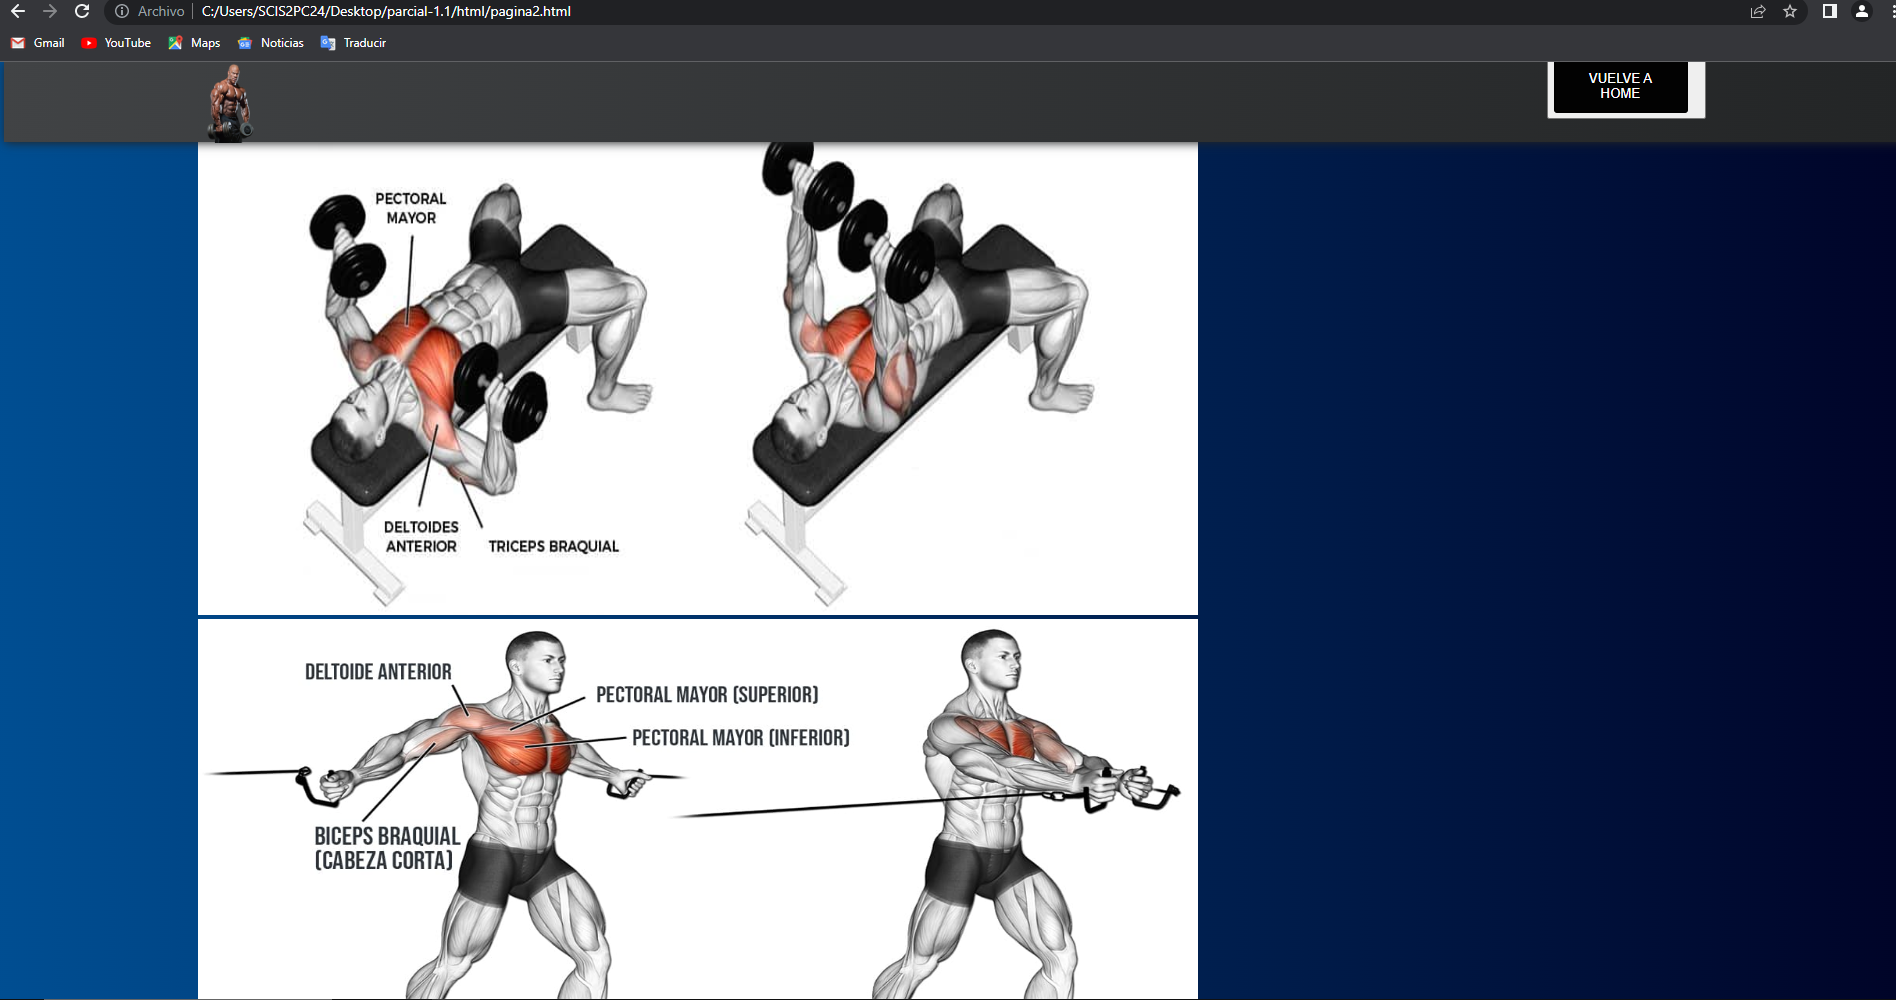 Archivo C:/Users/SCIS2PC24/Desktop/parcial-1.1/html/pagina2.html
Gmail YouTube Maps Noticias Traducir
VUELVE A
HOME
PECTORAL
MAYOR
DELTOIDES
ANTERIOR
TRICEPS BRAQUIAL
DELTOIDE ANTERIOR
PECTORAL MAYOR (SUPERIOR)
PECTORAL MAYOR (INFERIOR)
BICEPS BRAQUIAL
(CABEZA CORTA)